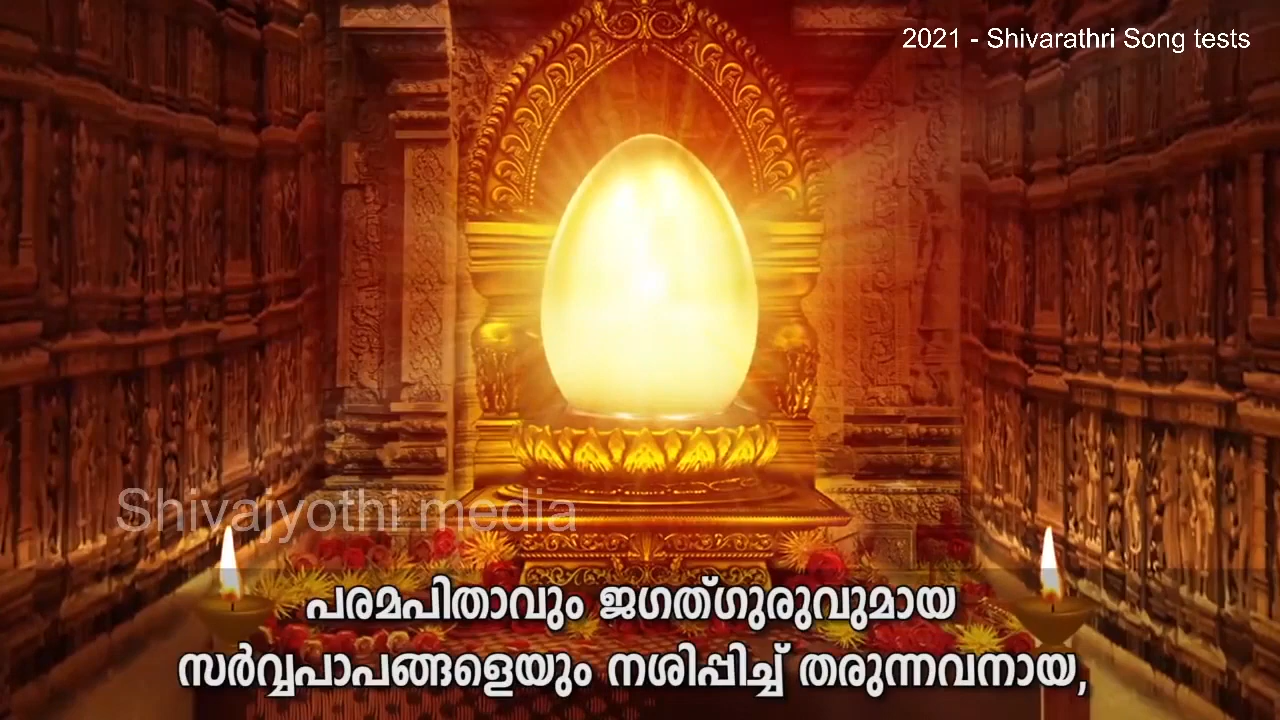 2021 - Shivarathri Song tests
Shivajyothi media
പരമപിതാവും ജഗത്ഗുരുവുമായ
സർവ്വപാപങ്ങളെയും നശിപ്പിച്ച് തരുന്നവനായ,